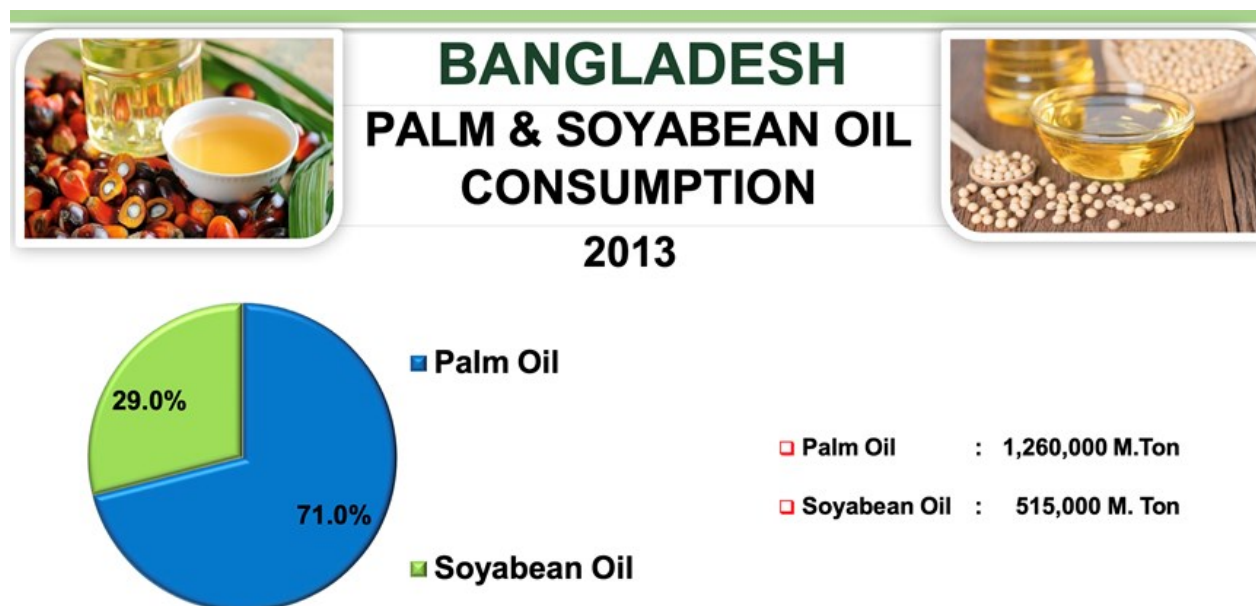 BANGLADESH
PALM & SOYABEAN OIL
CONSUMPTION
2013
29.0%
71.0%
Palm Oil
Soyabean Oil
Palm Oil : 1,260,000 M.Ton
Soyabean Oil : 515,000 M. Ton